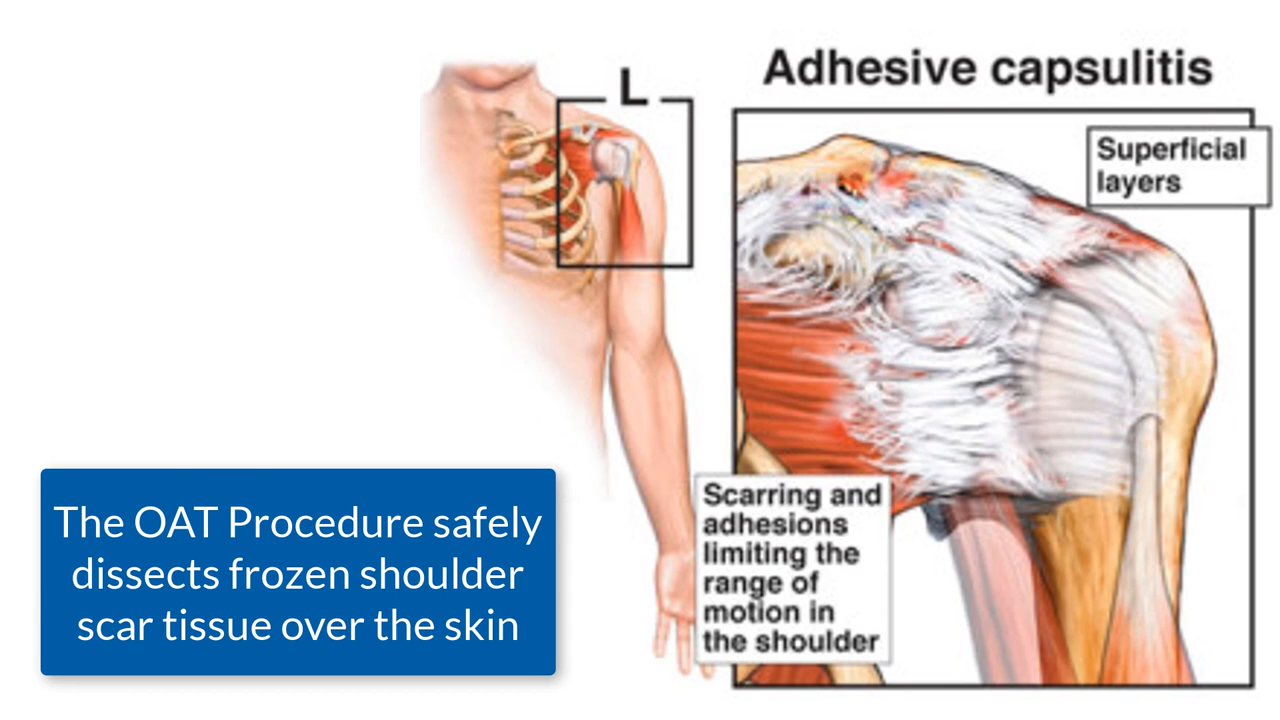 Adhesive capsulitis
L
Superficial
layers
Scarring and
adhesions
limiting the
range of
motion in
the shoulder
The OAT Procedure safely
dissects frozen shoulder
scar tissue over the skin